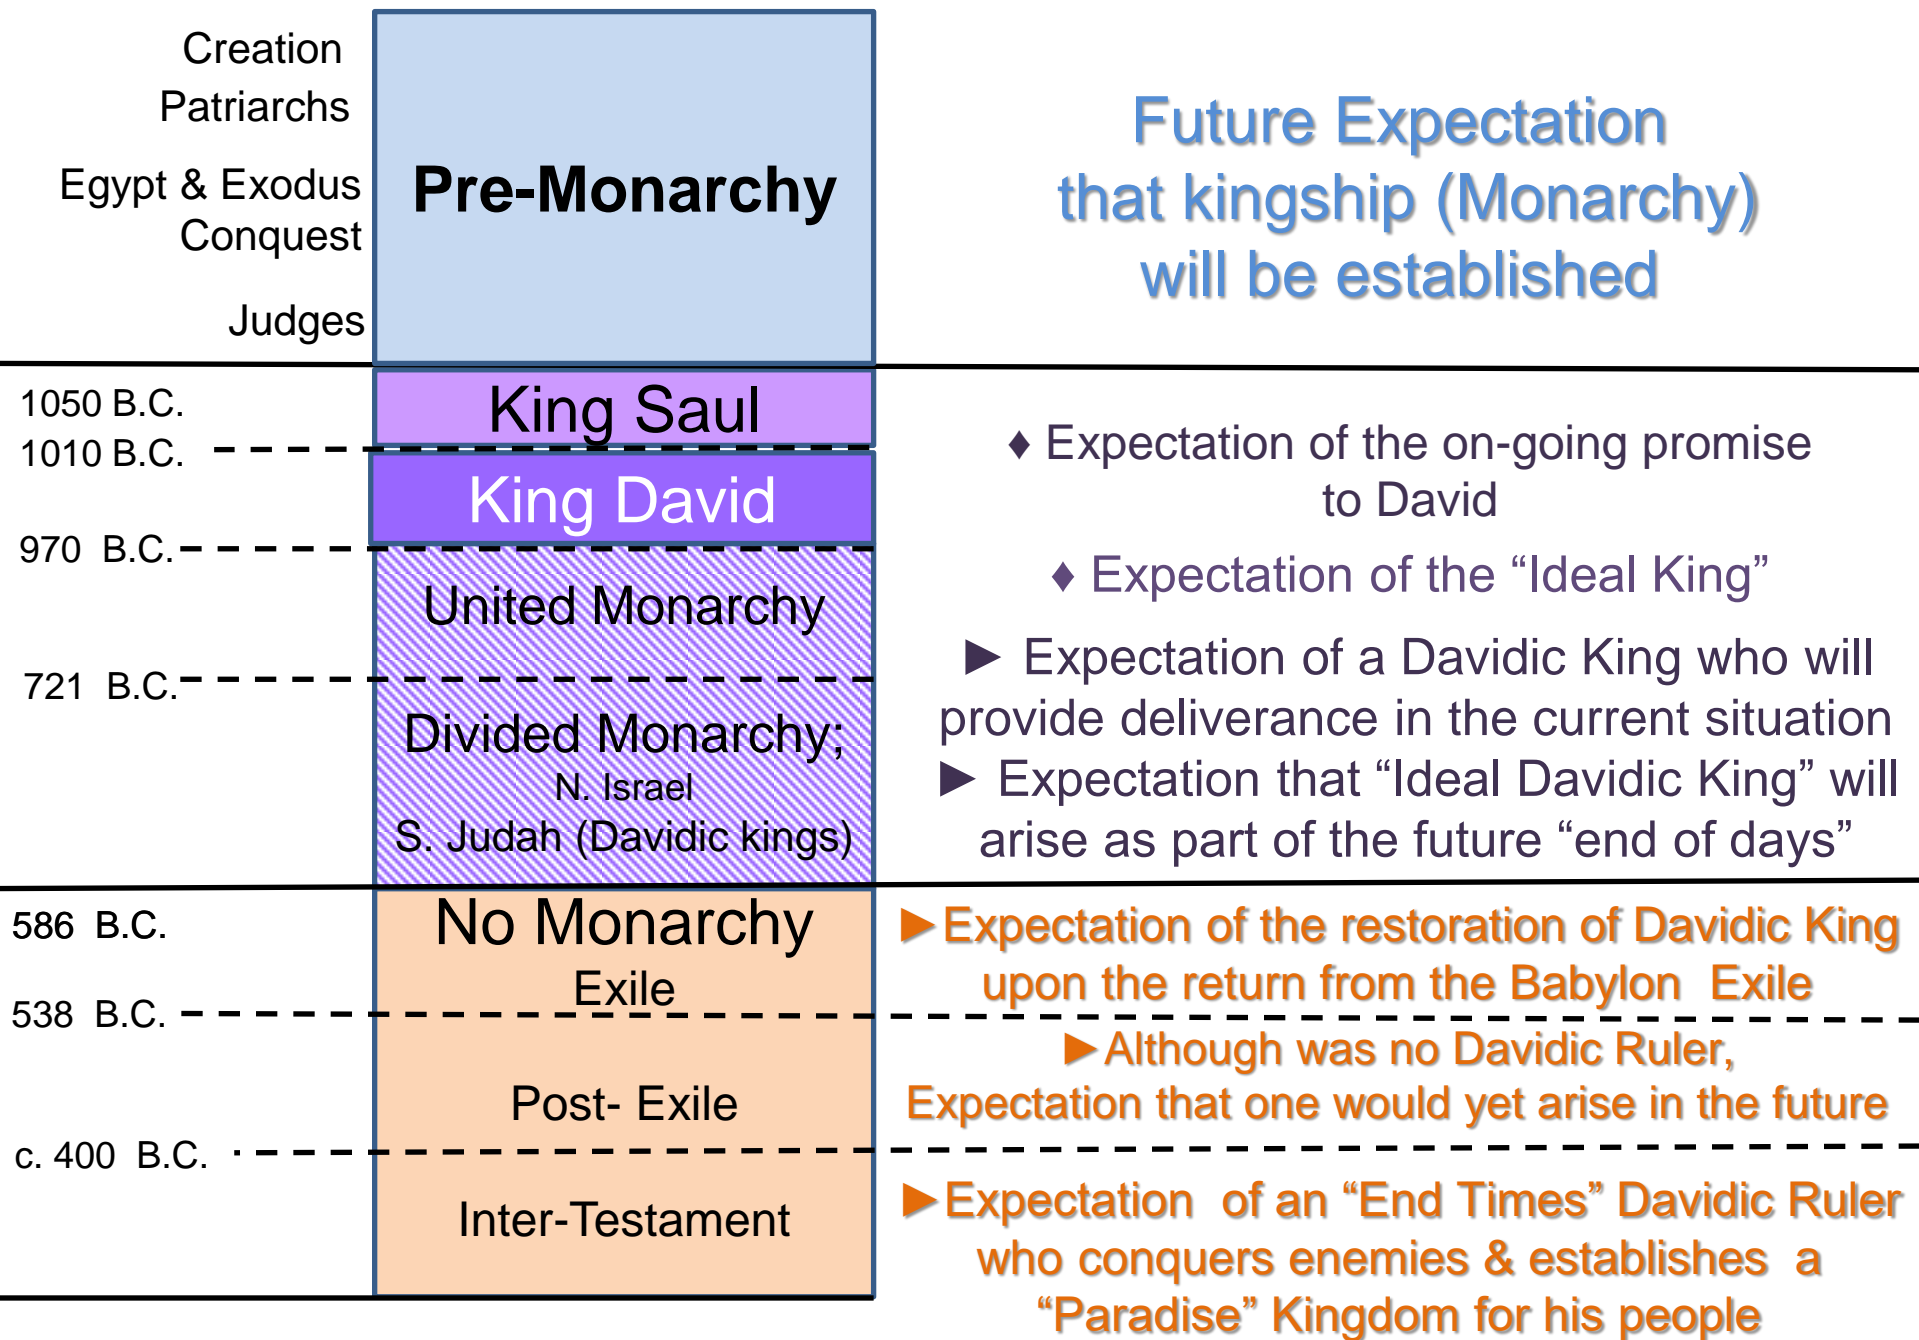 Creation
Patriarchs
Egypt & Exodus
Conquest
Judges
Pre-Monarchy
Future Expectation
that kingship (Monarchy)
will be established
1050 B.C.
King Saul
1010 B.C.
King David
♦ Expectation of the on-going promise
to David
970 B.C.
♦ Expectation of the “Ideal King”
United Monarchy
721 B.C.
► Expectation of a Davidic King who will
provide deliverance in the current situation
Divided Monarchy;
N. Israel
S. Judah (Davidic kings)
► Expectation that “Ideal Davidic King” will
arise as part of the future “end of days”
586 B.C.
No Monarchy
Exile
►Expectation of the restoration of Davidic King
upon the return from the Babylon Exile
538 B.C.
Post- Exile
►Although was no Davidic Ruler,
Expectation that one would yet arise in the future
c. 400 B.C.
Inter-Testament
►Expectation of an “End Times” Davidic Ruler
who conquers enemies & establishes a
“Paradise” Kingdom for his people